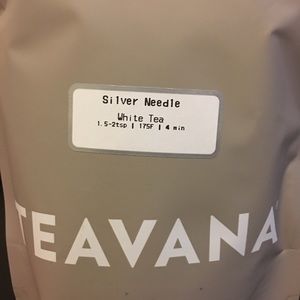 Silver Needle
White Tea
1.5-2tsp | 175F | 4 min
TEAVANA